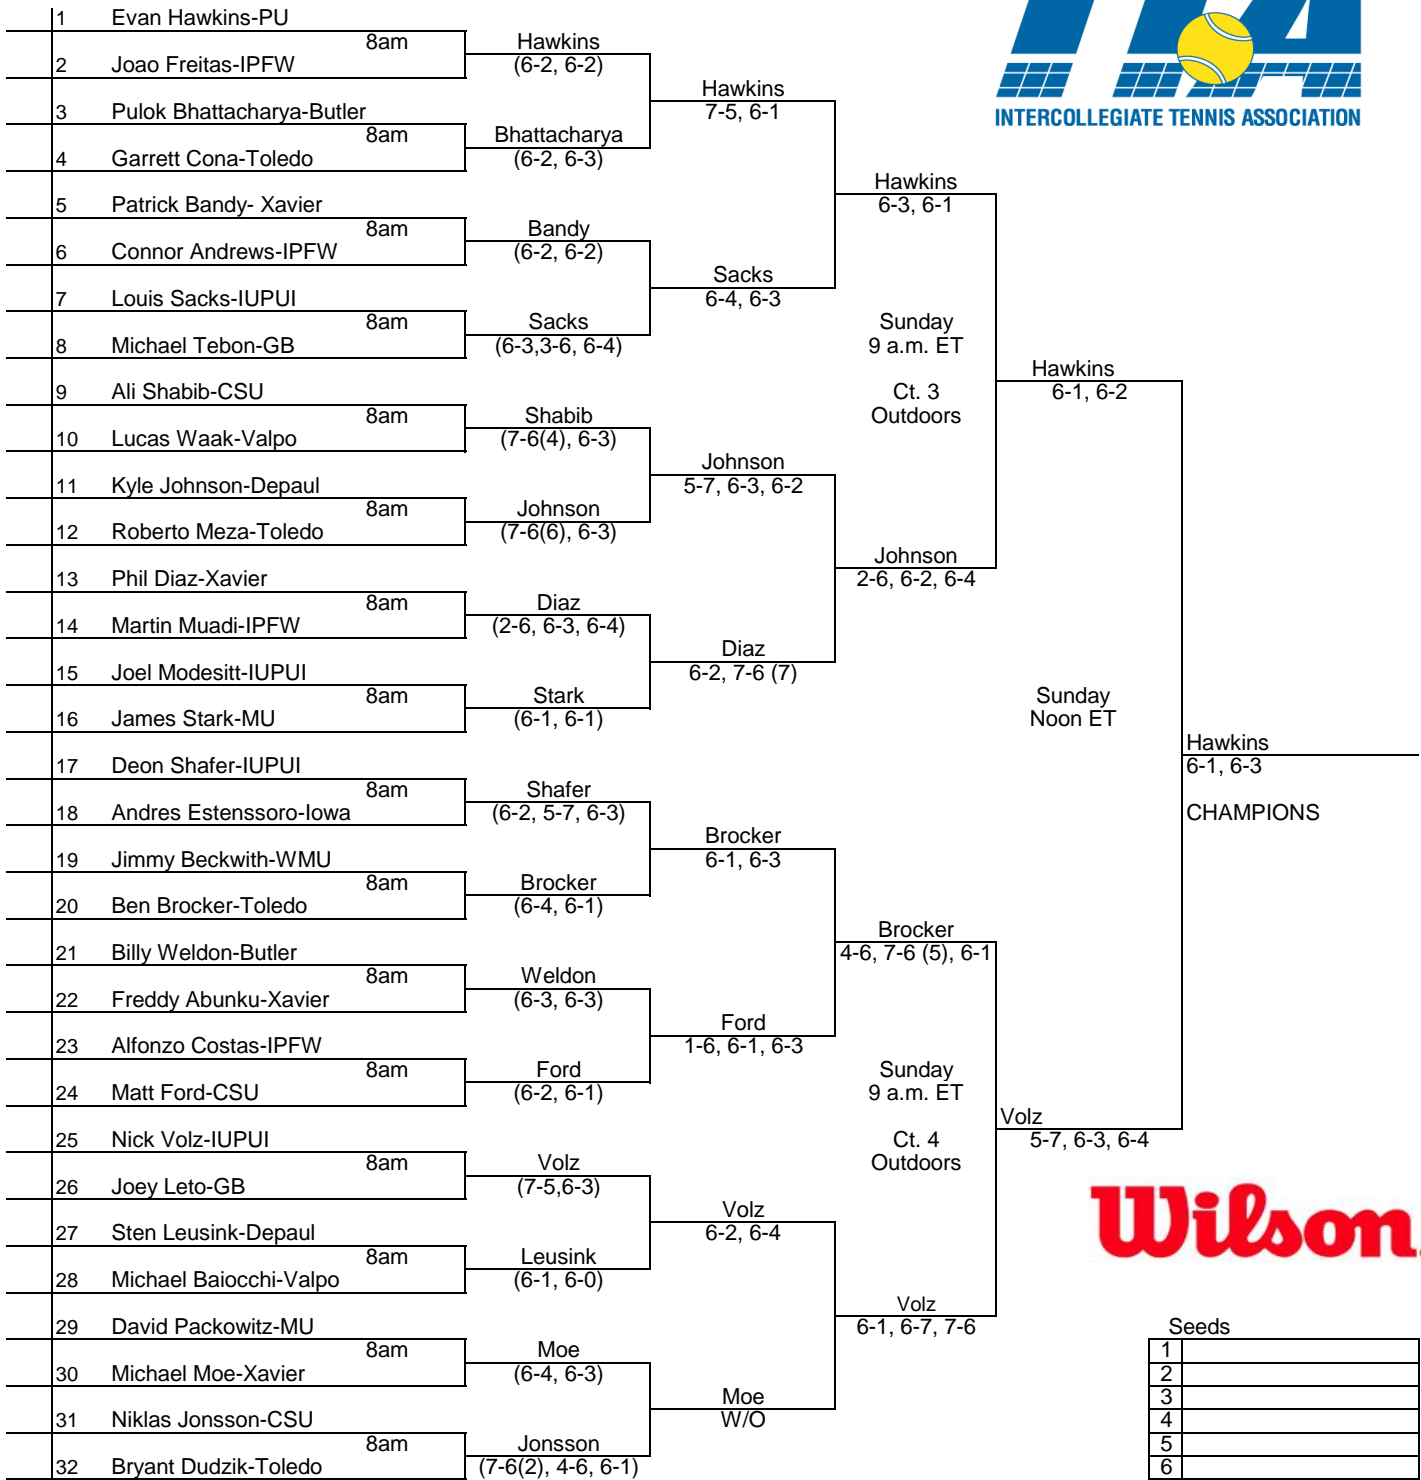 1 Evan Hawkins-PU
8am
2 Joao Freitas-IPFW
3 Pulok Bhattacharya-Butler
8am
4 Garrett Cona-Toledo
5 Patrick Bandy- Xavier
8am
6 Connor Andrews-IPFW
7 Louis Sacks-IUPUI
8am
8 Michael Tebon-GB
9 Ali Shabib-CSU
8am
10 Lucas Waak-Valpo
11 Kyle Johnson-Depaul
8am
12 Roberto Meza-Toledo
13 Phil Diaz-Xavier
8am
14 Martin Muadi-IPFW
15 Joel Modesitt-IUPUI
8am
16 James Stark-MU
17 Deon Shafer-IUPUI
8am
18 Andres Estenssoro-Iowa
19 Jimmy Beckwith-WMU
8am
20 Ben Brocker-Toledo
21 Billy Weldon-Butler
8am
22 Freddy Abunku-Xavier
23 Alfonzo Costas-IPFW
8am
24 Matt Ford-CSU
25 Nick Volz-IUPUI
8am
26 Joey Leto-GB
27 Sten Leusink-Depaul
8am
28 Michael Baiocchi-Valpo
29 David Packowitz-MU
8am
30 Michael Moe-Xavier
31 Niklas Jonsson-CSU
8am
32 Bryant Dudzik-Toledo
Hawkins
(6-2, 6-2)
Bhattacharya
(6-2, 6-3)
Bandy
(6-2, 6-2)
Sacks
(6-3,3-6, 6-4)
Shabib
(7-6(4), 6-3)
Johnson
(7-6(6), 6-3)
Diaz
(2-6, 6-3, 6-4)
Stark
(6-1, 6-1)
Shafer
(6-2, 5-7, 6-3)
Brocker
(6-4, 6-1)
Weldon
(6-3, 6-3)
Ford
(6-2, 6-1)
Volz
(7-5,6-3)
Leusink
(6-1, 6-0)
Moe
(6-4, 6-3)
Jonsson
(7-6(2), 4-6, 6-1)
Hawkins
7-5, 6-1
Sacks
6-4, 6-3
Johnson
5-7, 6-3, 6-2
Diaz
6-2, 7-6 (7)
Brocker
6-1, 6-3
Ford
1-6, 6-1, 6-3
Volz
6-2, 6-4
Moe
W/O
Hawkins
6-3, 6-1
Sunday
9 a.m. ET
Ct. 3
Outdoors
Johnson
2-6, 6-2, 6-4
Brocker
4-6, 7-6 (5), 6-1
Sunday
9 a.m. ET
Ct. 4
Outdoors
Volz
6-1, 6-7, 7-6
Hawkins
6-1, 6-2
Sunday
Noon ET
Volz
5-7, 6-3, 6-4
Hawkins
6-1, 6-3
CHAMPIONS
ITA
INTERCOLLEGIATE TENNIS ASSOCIATION
Wilson
Seeds
1
2
3
4
5
6